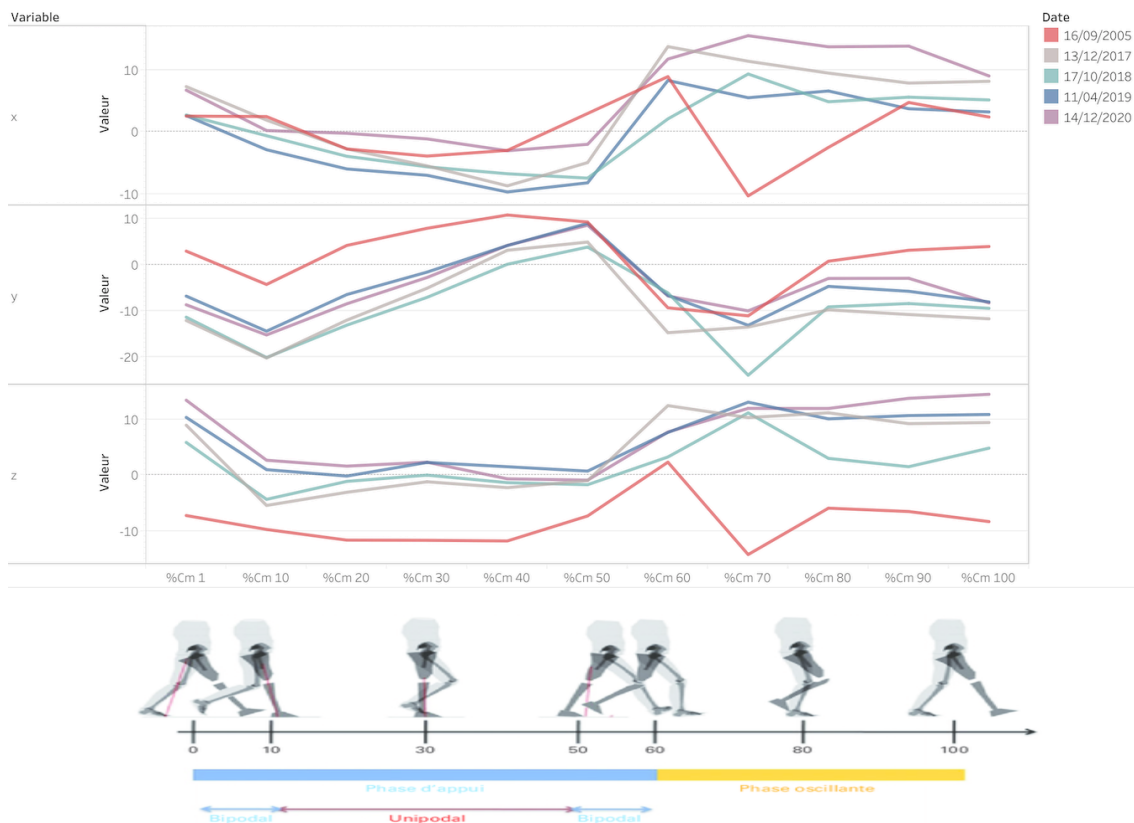 Variable
Date
16/09/2005
13/12/2017
17/10/2018
11/04/2019
14/12/2020
x
Valeur
10
0
-10
y
Valeur
10
0
-10
-20
z
Valeur
10
0
-10
%Cm 1 %Cm 10 %Cm 20 %Cm 30 %Cm 40 %Cm 50 %Cm 60 %Cm 70 %Cm 80 %Cm 90 %Cm 100
0 10 30 50 60 80 100
Phase d'appui Phase oscillante
Bipodal Unipodal Bipodal